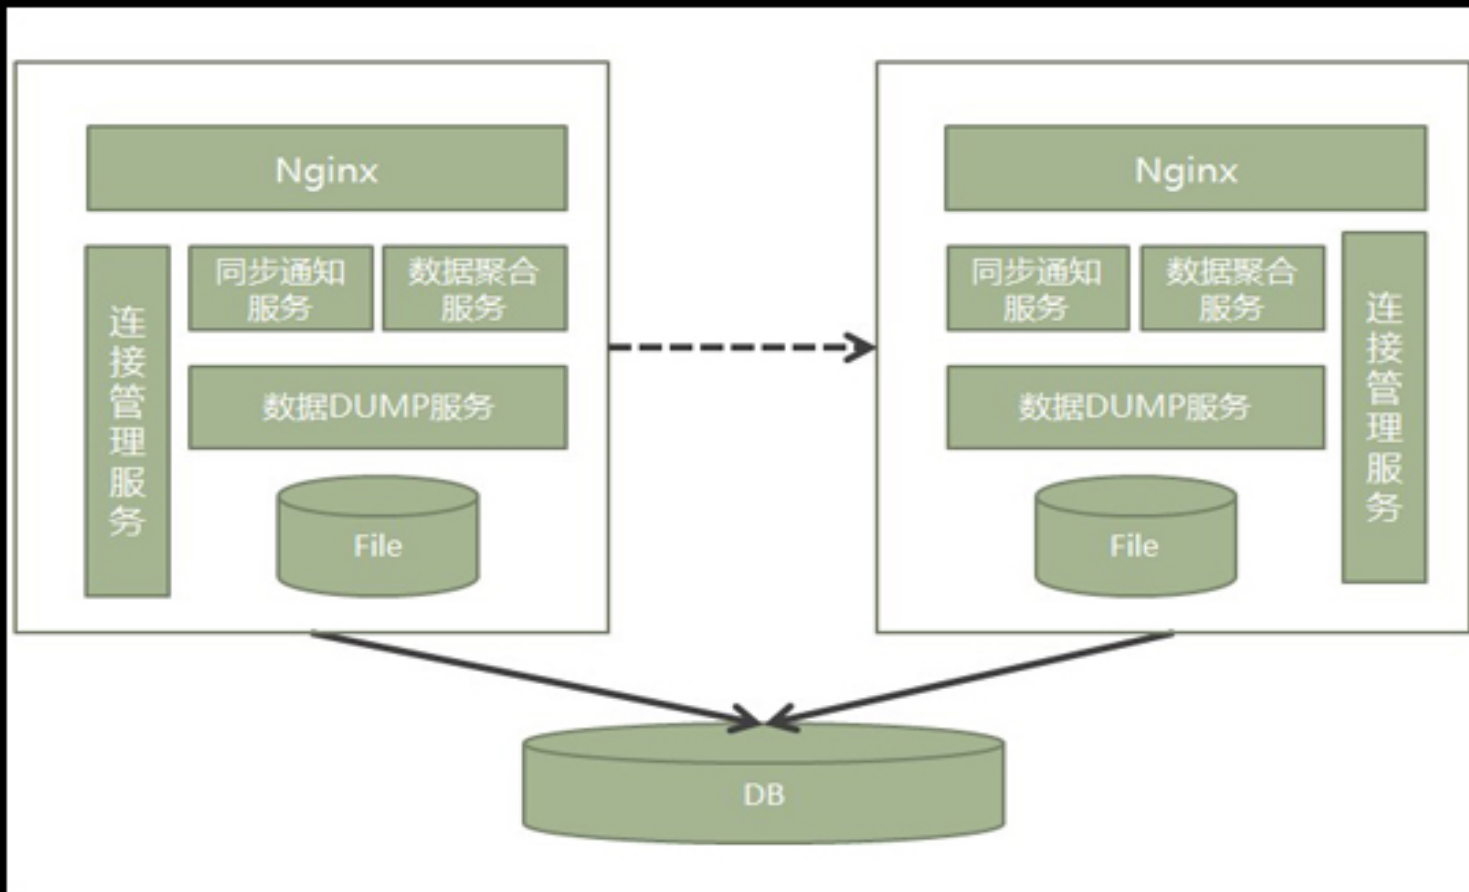 Nginx
同步通知
服务
数据聚合
服务
连接管理服务
数据DUMP服务
File
Nginx
同步通知
服务
数据聚合
服务
连接管理服务
数据DUMP服务
File
DB